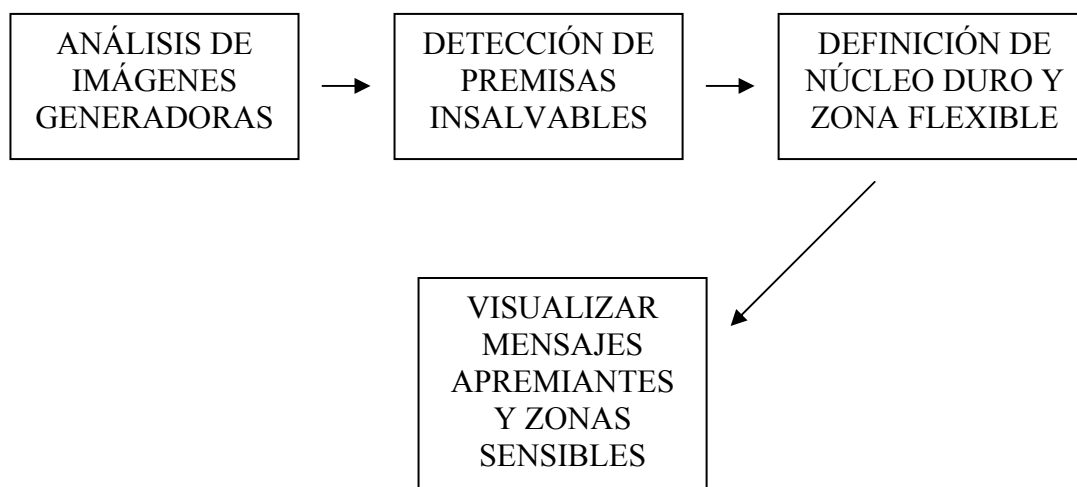 ANÁLISIS DE
IMÁGENES
GENERADORAS
DETECCIÓN DE
PREMISAS
INSALVABLES
DEFINICIÓN DE
NÚCLEO DURO Y
ZONA FLEXIBLE
VISUALIZAR
MENSAJES
APREMIANTES
Y ZONAS
SENSIBLES